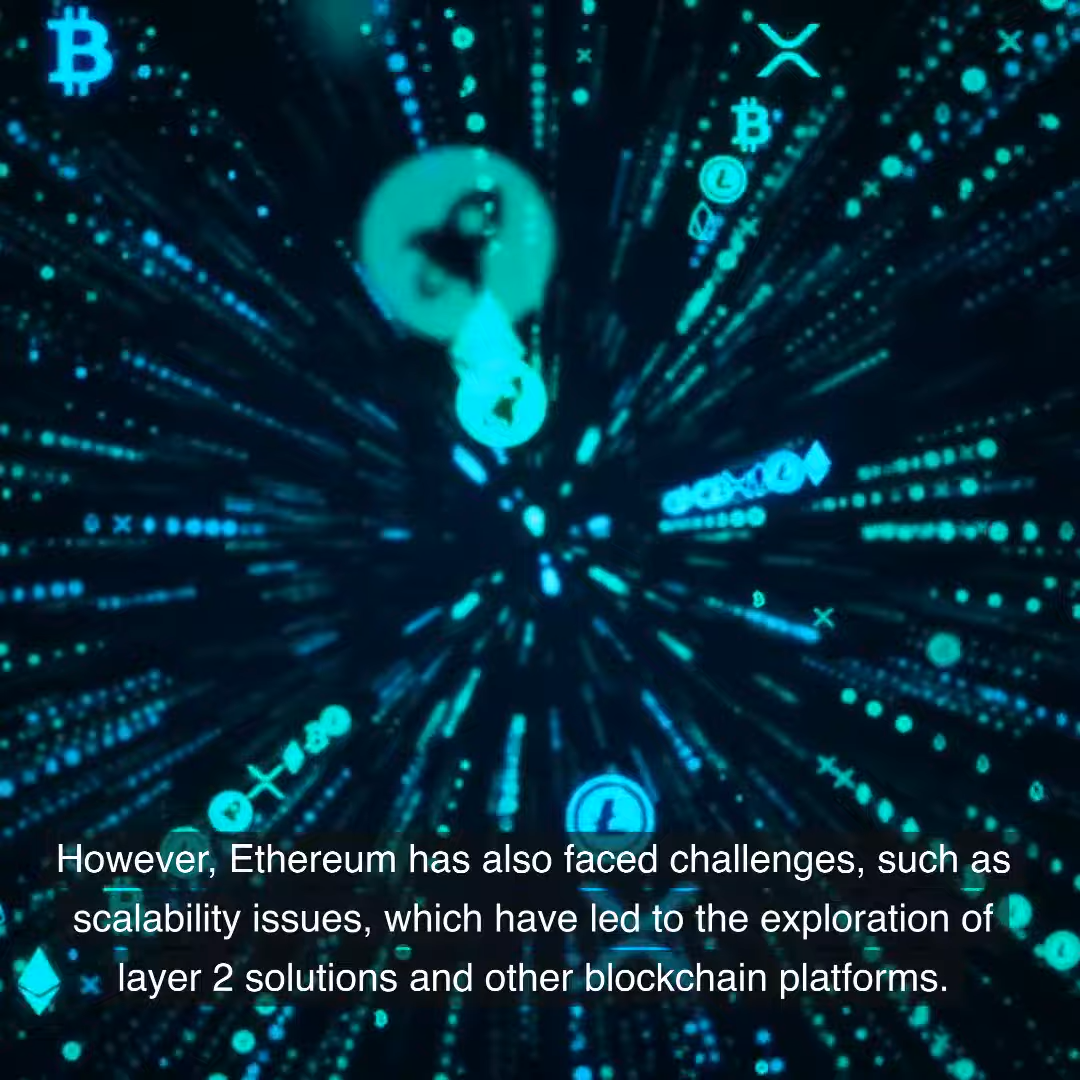 However, Ethereum has also faced challenges, such as
scalability issues, which have led to the exploration of
layer 2 solutions and other blockchain platforms.